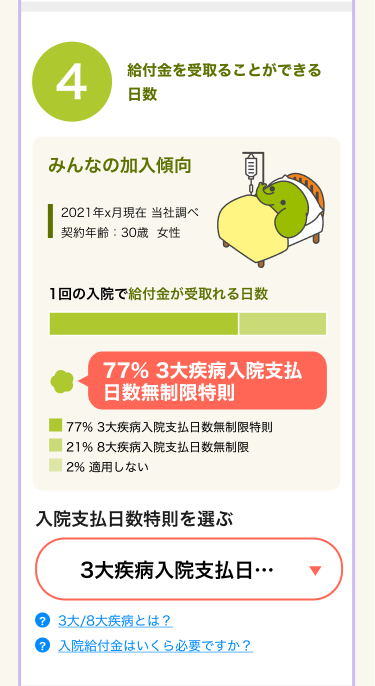 4
給付金を受取ることができる
日数
みんなの加入傾向
2021年x月現在 当社調べ
契約年齢：30歳 女性
1回の入院で給付金が受取れる日数
77% 3大疾病入院支払
日数無制限特則
77% 3大疾病入院支払日数無制限特則
21% 8大疾病入院支払日数無制限
2% 適用しない
入院支払日数特則を選ぶ
3大疾病入院支払日…
? 3大/8大疾病とは？
? 入院給付金はいくら必要ですか？